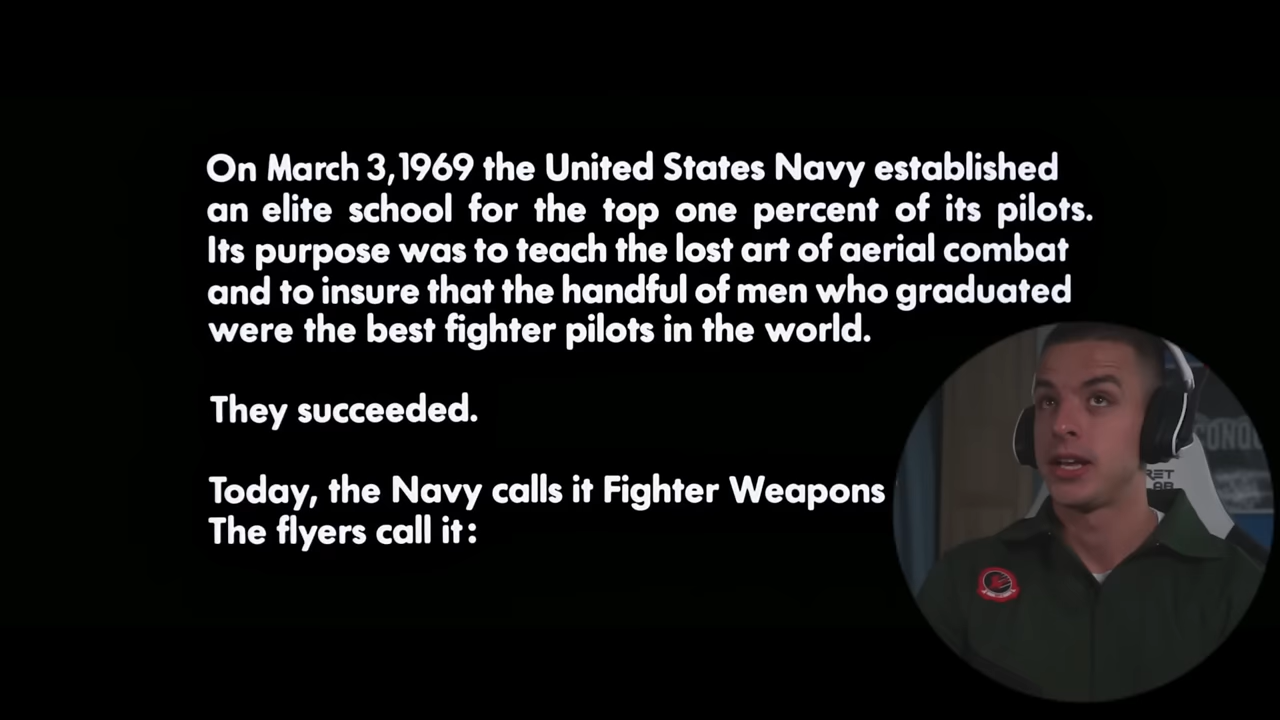 On March 3,1969 the United States Navy established
an elite school for the top one percent of its pilots.
Its purpose was to teach the lost art of aerial combat
and to insure that the handful of men who graduated
were the best fighter pilots in the world.
They succeeded.
Today, the Navy calls it Fighter Weapons
The flyers call it: